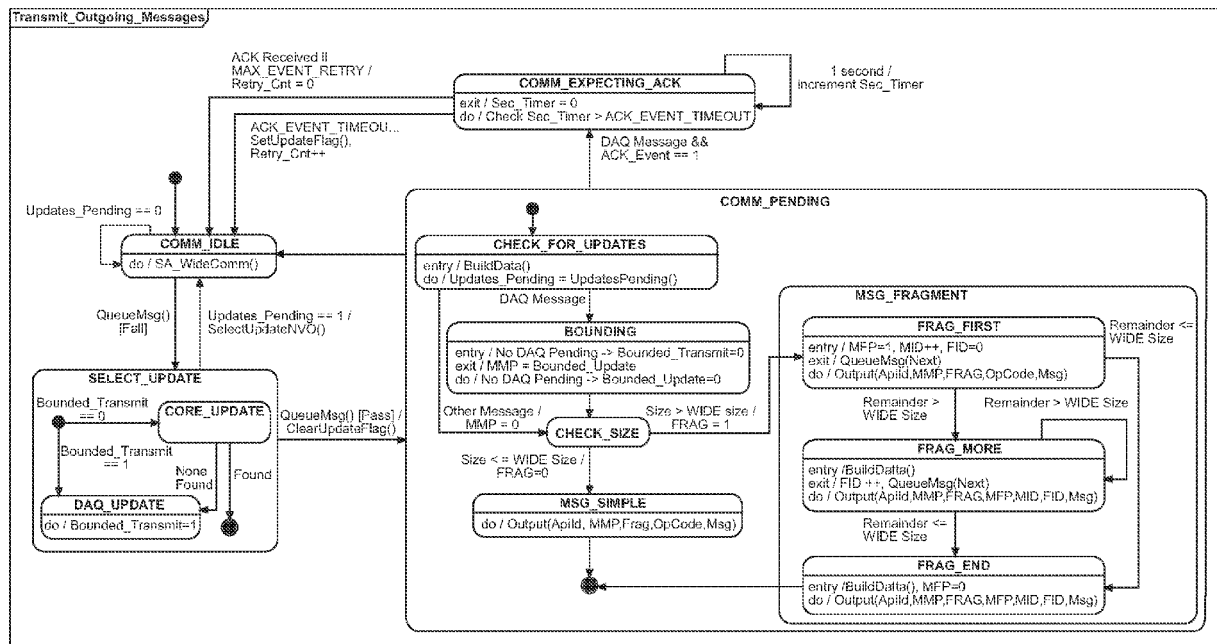 Transmit_Outgoing_Messages
ACK Received ||
MAX_EVENT_RETRY /
Retry_Cnt = 0
COMM_EXPECTING_ACK
exit / Sec_Timer = 0
do / Check Sec_Timer > ACK_EVENT_TIMEOUT
1 second /
increment Sec_Timer
ACK_EVENT_TIMEOU...
SetUpdateFlag(),
Retry_Cnt++
DAQ Message &&
ACK_Event == 1
Updates_Pending == 0
COMM_IDLE
do / SA_WideComm()
QueueMsg()
[Fail]
Updates_Pending == 1 /
SelectUpdateNVO()
SELECT_UPDATE
Bounded_Transmit
== 0
CORE_UPDATE
Bounded_Transmit
== 1
None
Found
Found
DAQ_UPDATE
do / Bounded_Transmit=1
QueueMsg() [Pass] /
ClearUpdateFlag()
COMM_PENDING
CHECK_FOR_UPDATES
entry / BuildData()
do / Updates_Pending = UpdatesPending()
DAQ Message
BOUNDING
entry / No DAQ Pending -> Bounded_Transmit=0
exit / MMP = Bounded_Update
do / No DAQ Pending -> Bounded_Update=0
Other Message /
MMP = 0
CHECK_SIZE
Size > WIDE size /
FRAG = 1
Size <= WIDE Size /
FRAG=0
MSG_SIMPLE
do / Output(ApiId, MMP,Frag,OpCode,Msg)
MSG_FRAGMENT
FRAG_FIRST
entry / MFP=1, MID++, FID=0
exit / QueueMsg(Next)
do / Output(ApiId,MMP,FRAG,OpCode,Msg)
Remainder <=
WIDE Size
Remainder >
WIDE Size
Remainder > WIDE Size
FRAG_MORE
entry /BuildDatta()
exit / FID ++, QueueMsg(Next)
do / Output(ApiId,MMP,FRAG,MFP,MID,FID,Msg)
Remainder <=
WIDE Size
FRAG_END
entry /BuildDatta(), MFP=0
do / Output(ApiId,MMP,FRAG,MFP,MID,FID,Msg)